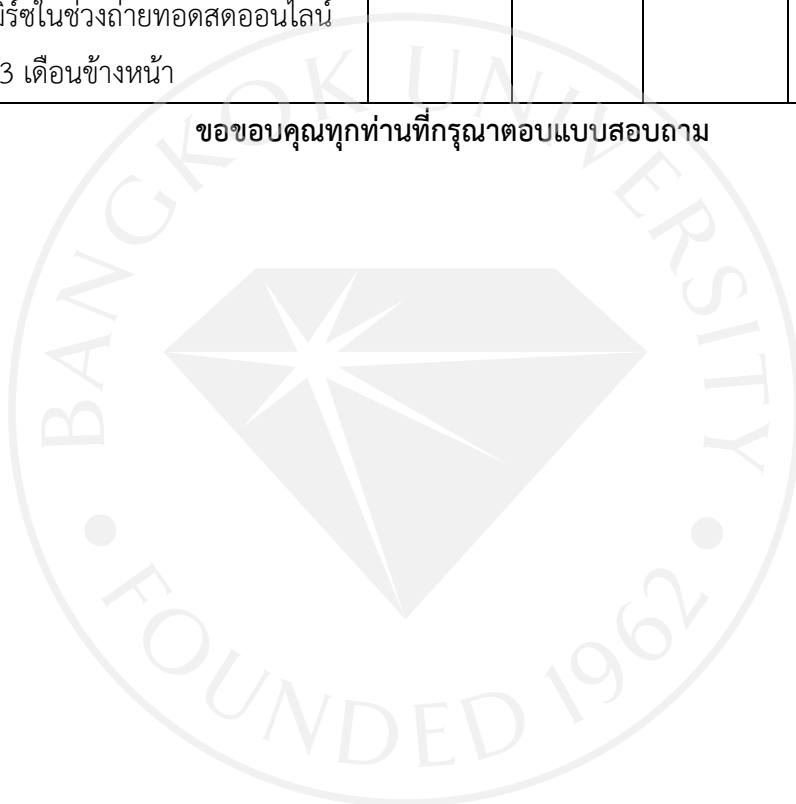 มิร์ซในช่วงถ่ายทอดสดออนไลน์
3 เดือนข้างหน้า
ขอขอบคุณทุกท่านที่กรุณาตอบแบบสอบถาม
BANGKOK UNIVERSITY
FOUNDED 1962